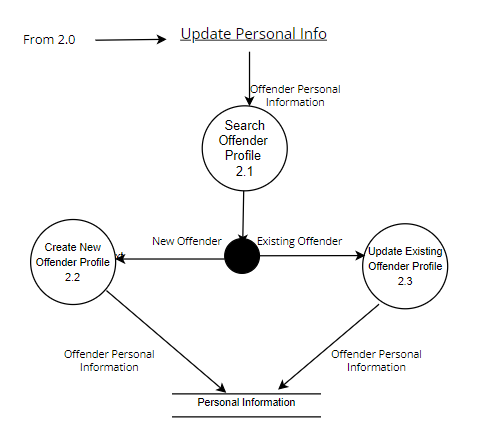 From 2.0
Update Personal Info
Offender Personal
Information
Search
Offender
Profile
2.1
New Offender
Existing Offender
Create New
Offender Profile
2.2
Update Existing
Offender Profile
2.3
Offender Personal
Information
Offender Personal
Information
Personal Information